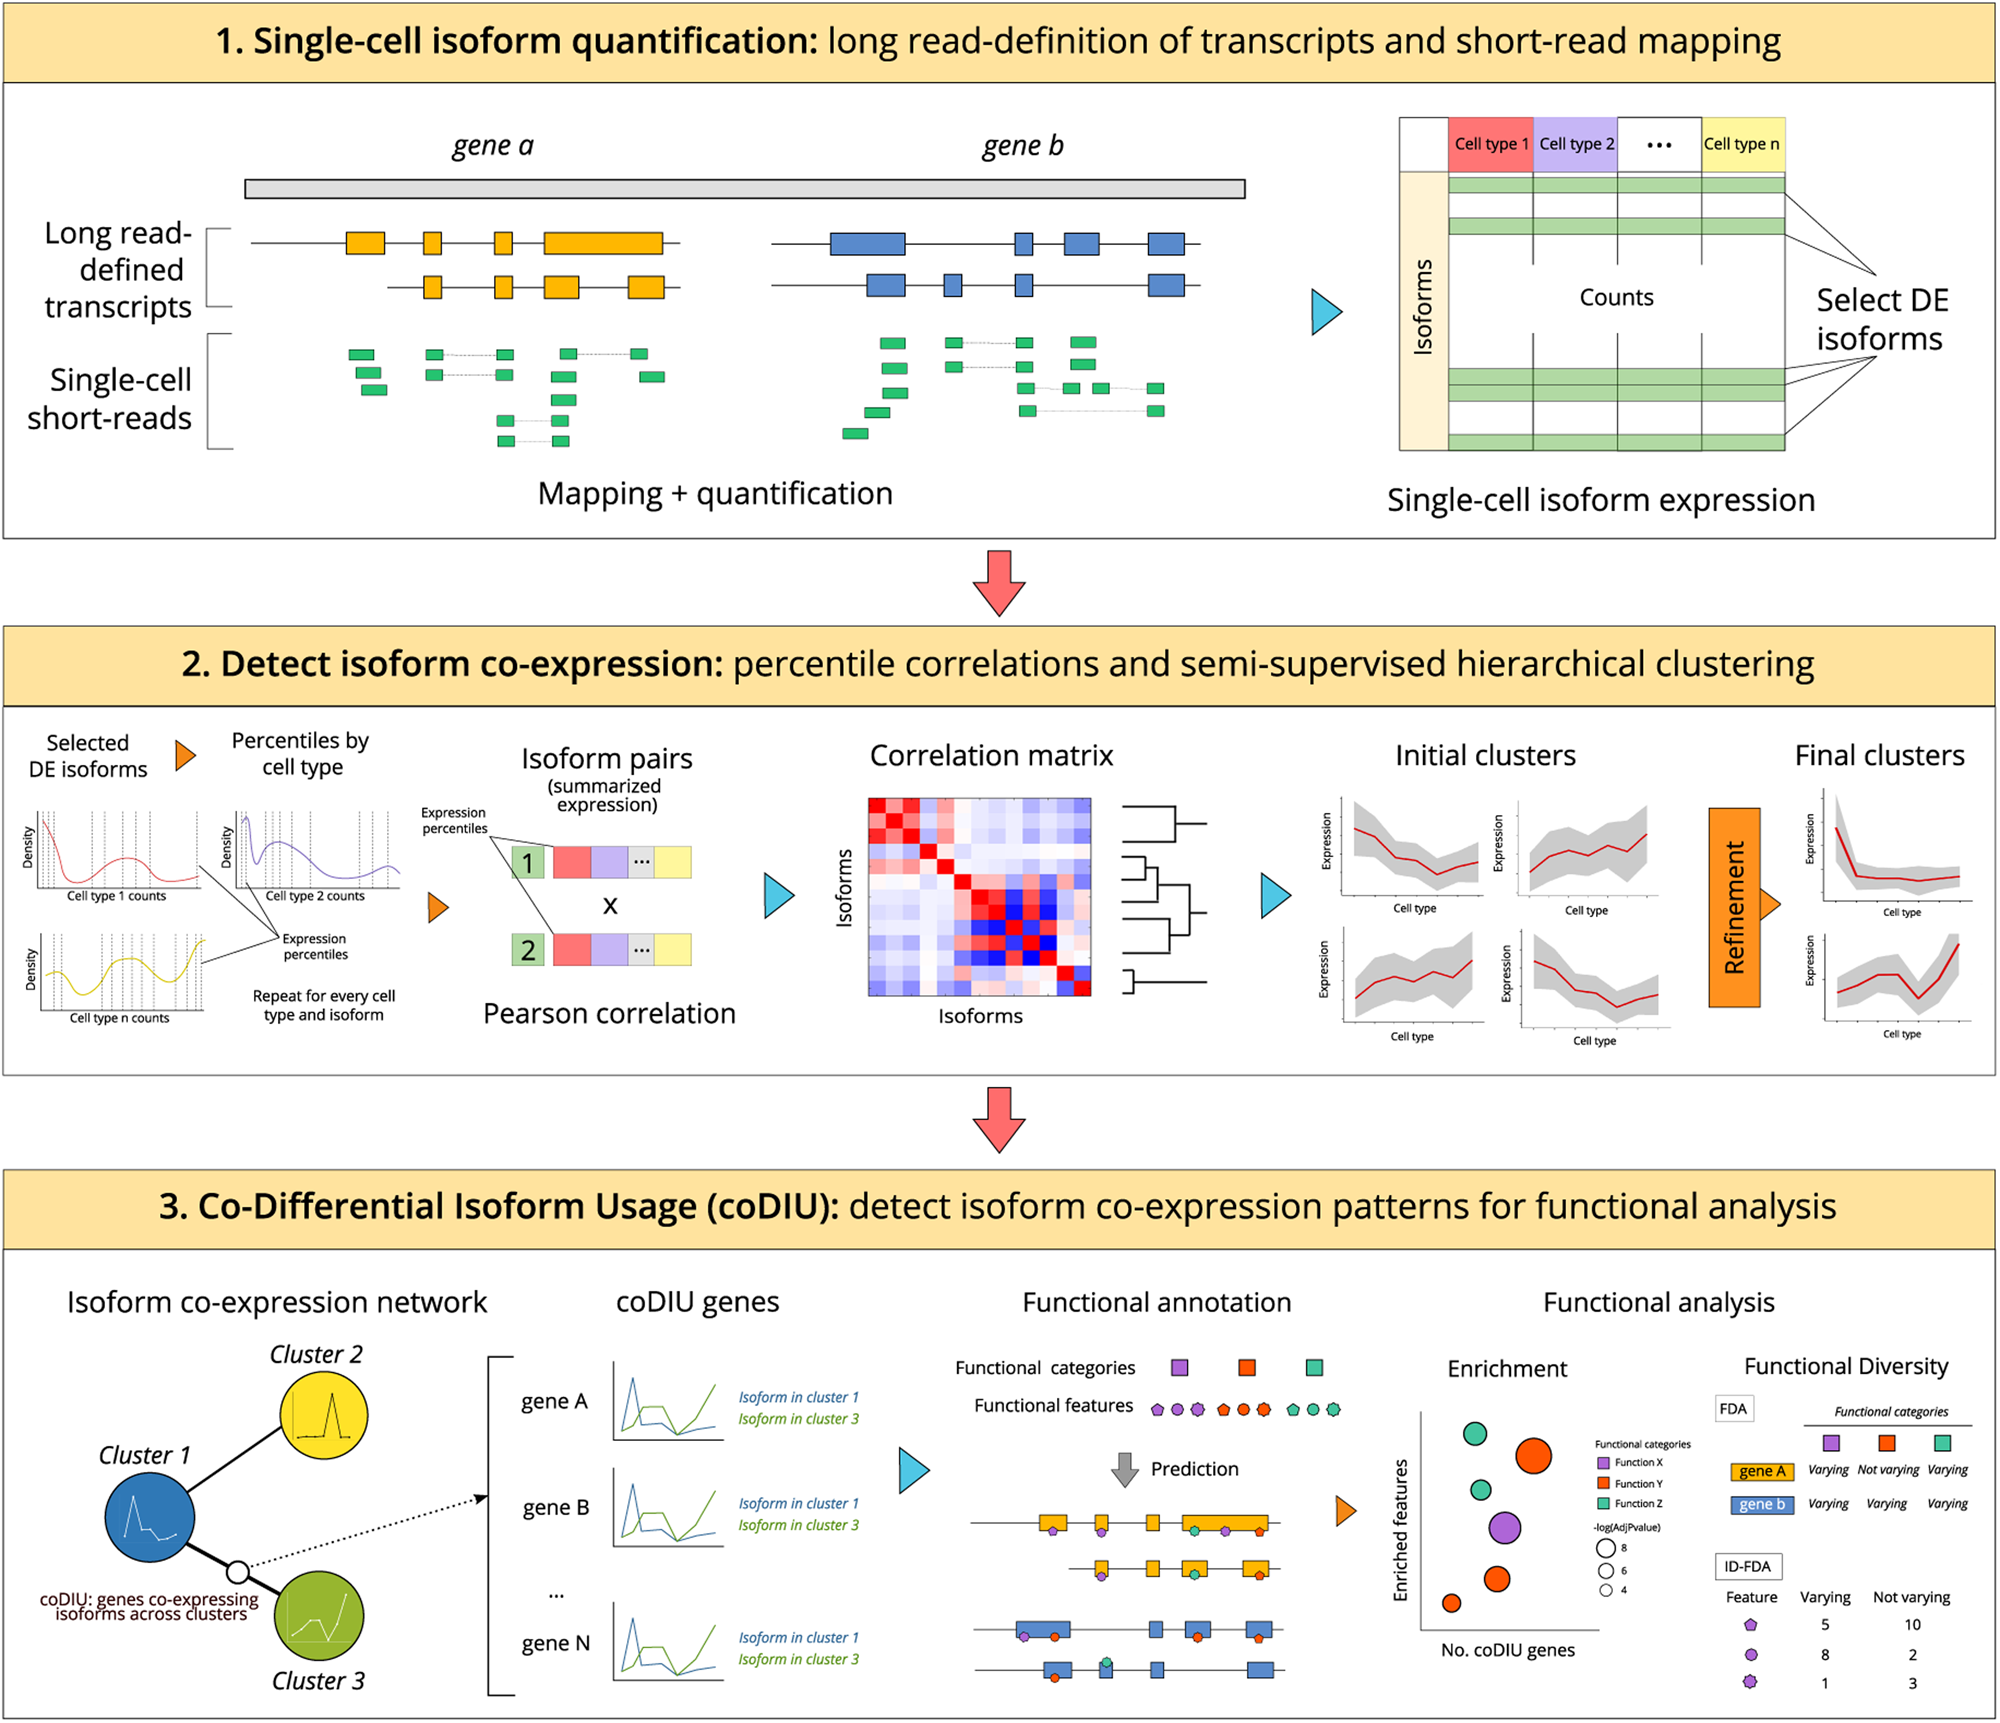 1. Single-cell isoform quantification: long read-definition of transcripts and short-read mapping
gene a
gene b
Long read-
defined
transcripts
Single-cell
short-reads
Mapping + quantification
Cell type 1
Cell type 2
...
Cell type n
Isoforms
Counts
Select DE
isoforms
Single-cell isoform expression
2. Detect isoform co-expression: percentile correlations and semi-supervised hierarchical clustering
Selected
DE isoforms
Percentiles by
cell type
Density
Cell type 1 counts
Density
Cell type 2 counts
Density
Cell type n counts
Expression
percentiles
Repeat for every cell
type and isoform
Isoform pairs
(summarized
expression)
Expression
percentiles
1
...
x
2
...
Pearson correlation
Correlation matrix
Isoforms
Isoforms
Initial clusters
Expression
Cell type
Expression
Cell type
Expression
Cell type
Expression
Cell type
Refinement
Final clusters
Expression
Cell type
Expression
Cell type
3. Co-Differential Isoform Usage (coDIU): detect isoform co-expression patterns for functional analysis
Isoform co-expression network
Cluster 2
Cluster 1
coDIU: genes co-expressing
isoforms across clusters
Cluster 3
coDIU genes
gene A
Isoform in cluster 1
Isoform in cluster 3
gene B
Isoform in cluster 1
Isoform in cluster 3
...
gene N
Isoform in cluster 1
Isoform in cluster 3
Functional annotation
Functional categories
Functional features
Prediction
Functional analysis
Enrichment
Enriched features
No. coDIU genes
Functional categories
Function X
Function Y
Function Z
-log(AdjPvalue)
8
6
4
Functional Diversity
FDA
Functional categories
gene A
Varying
Not varying
Varying
gene b
Varying
Varying
Varying
ID-FDA
Feature
Varying
Not varying
5
10
8
2
1
3